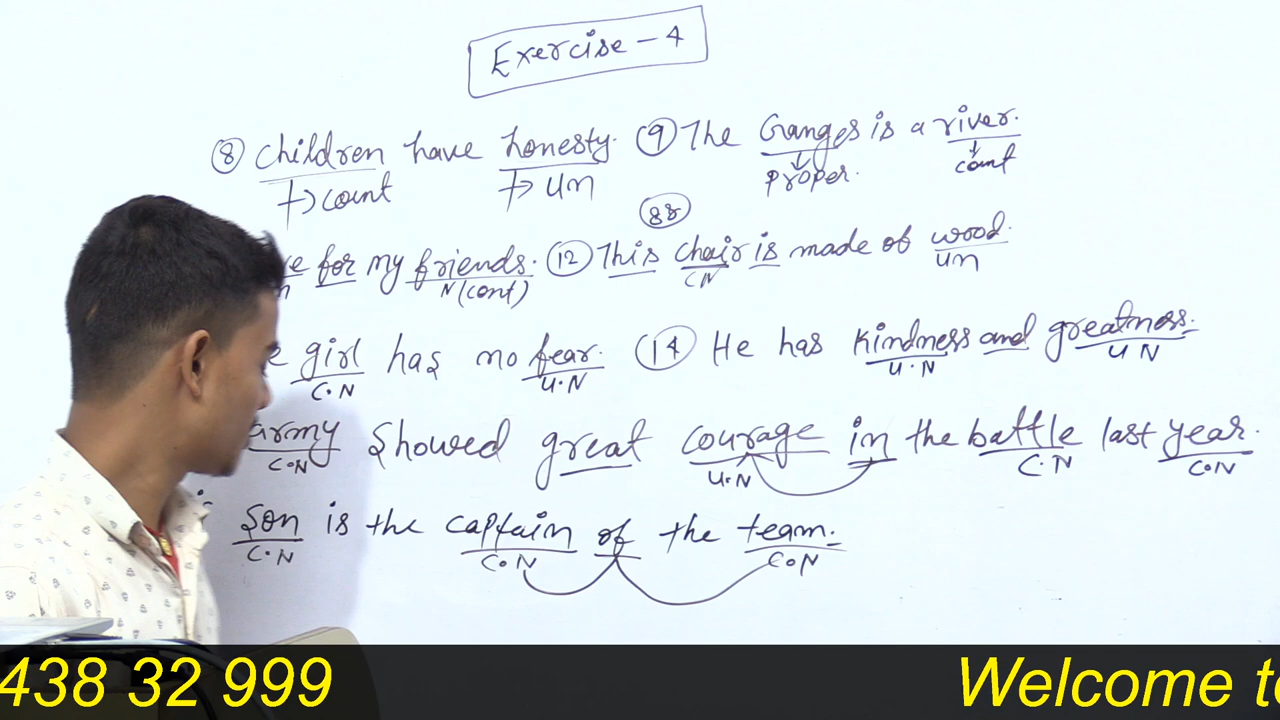 Exercise - 4
⑧ Children have honesty. ⑨ The Ganges is a river.
→ count → un proper. count
88
for my friends. ⑫ This chair is made of wood.
N(cont) CN un
girl has no fear. ⑭ He has kindness and greatness.
C.N U.N U.N U N
army showed great courage in the battle last year.
C.N U.N C.N C.N
son is the captain of the team.
C.N C.N C.N
438 32 999 Welcome to